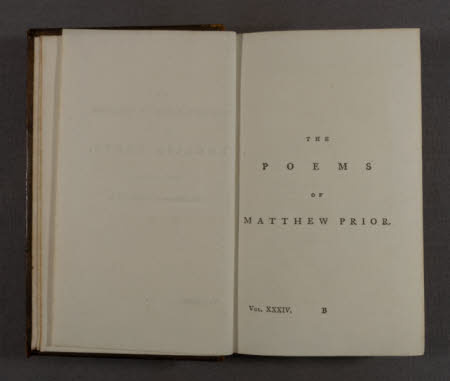 THE
POEMS
OF
MATTHEW PRIOR.
VOL. XXXIV. B